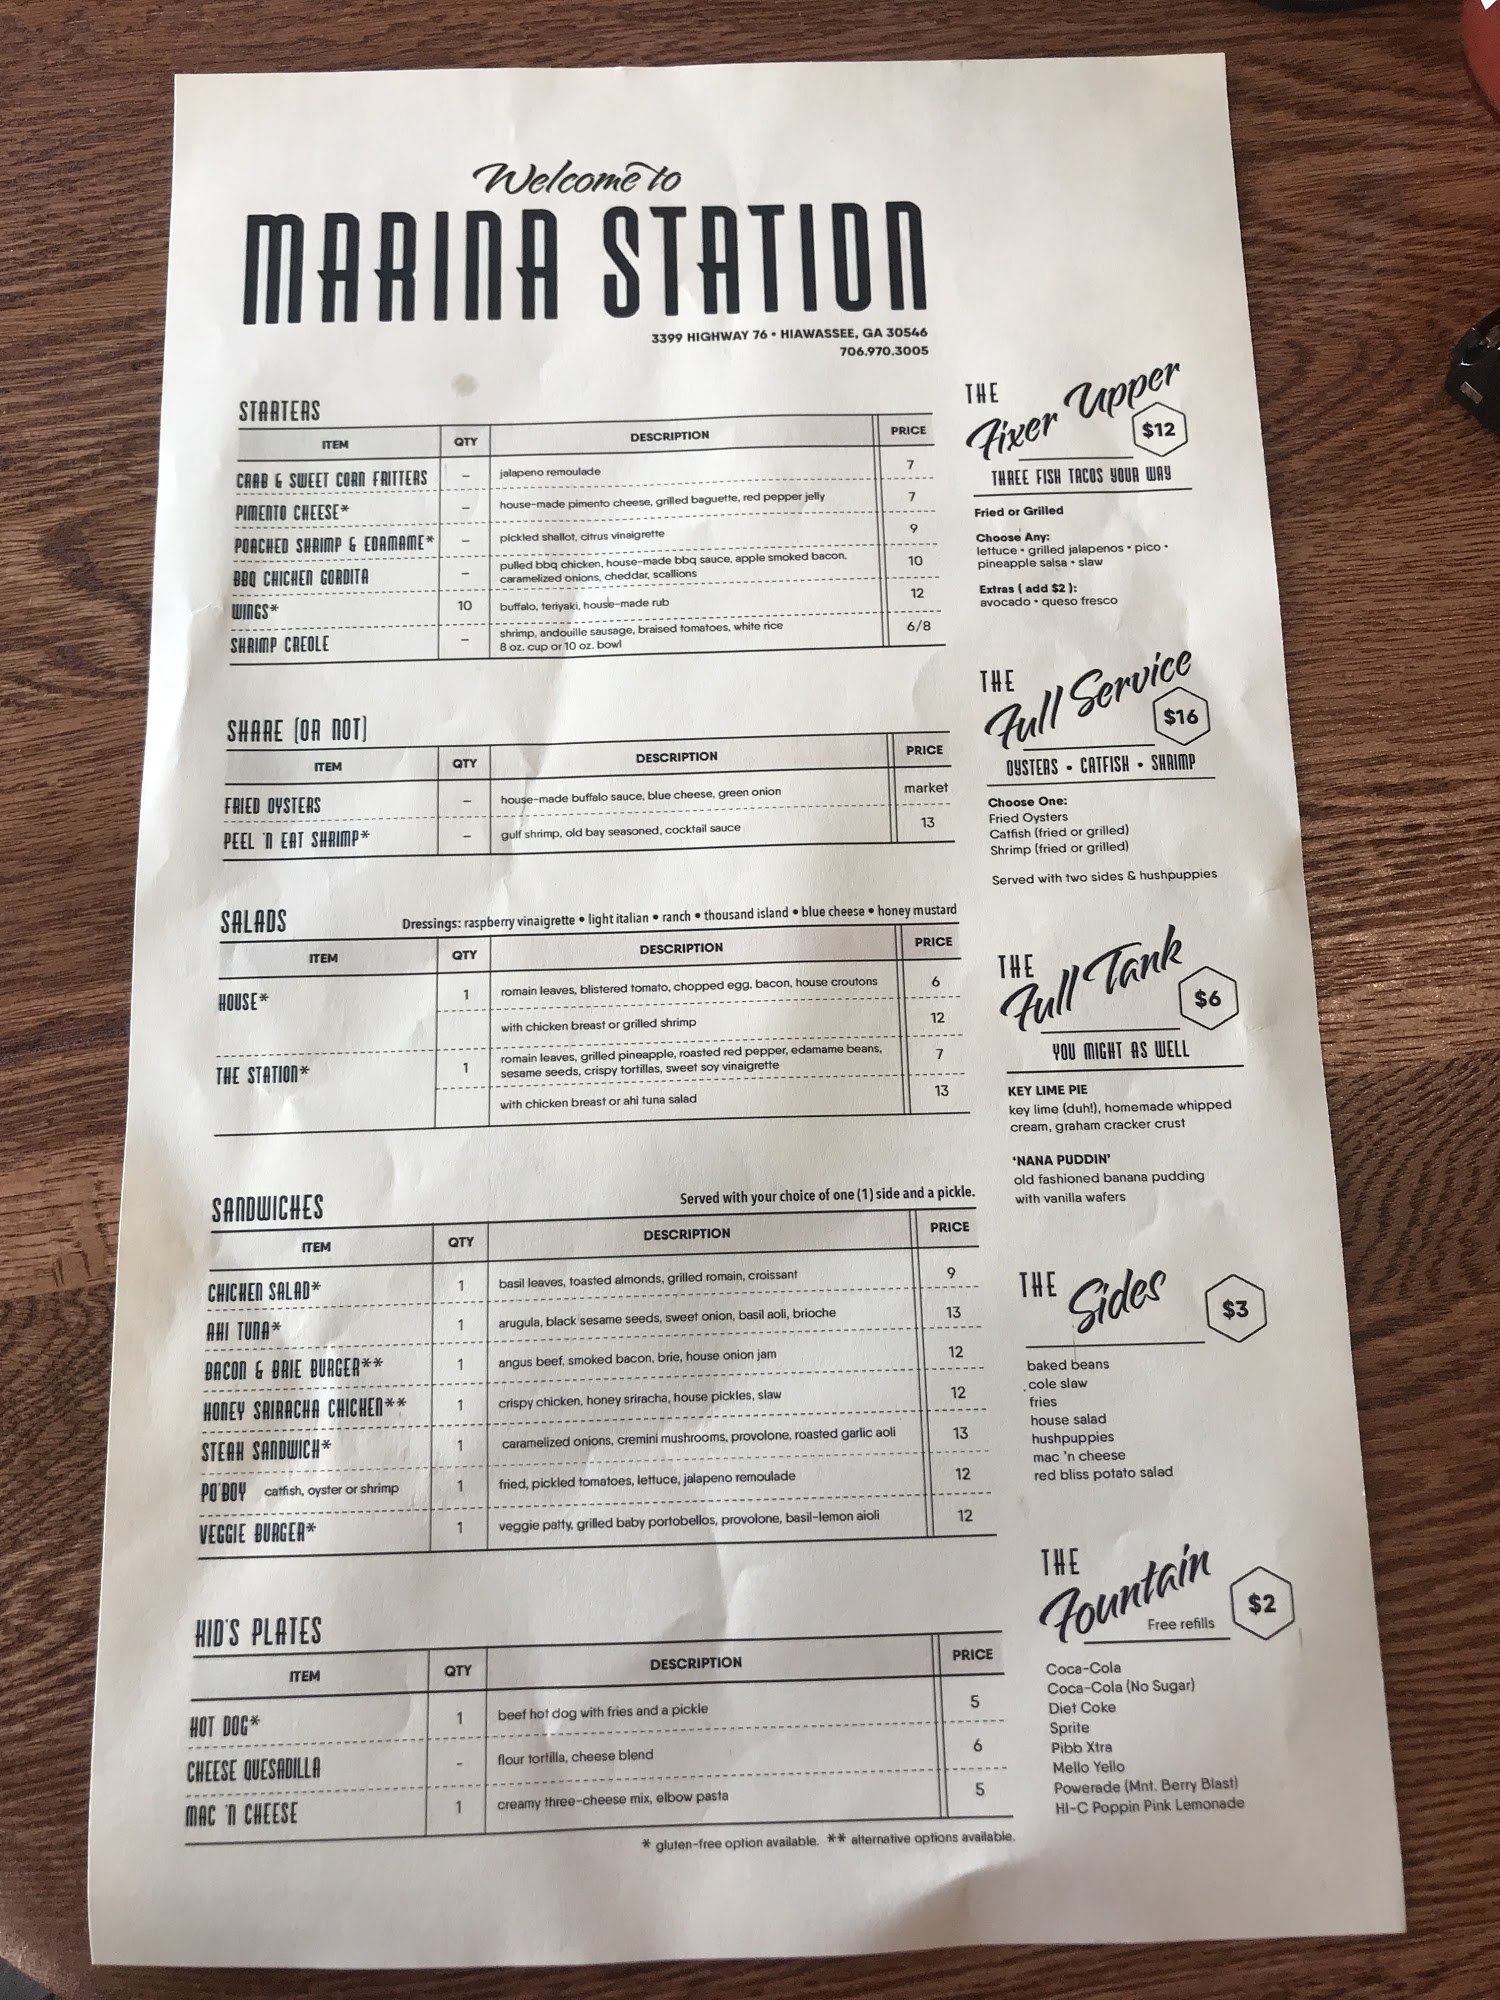 Welcome to
MARINA STATION
3399 HIGHWAY 76 • HIAWASSEE, GA 30546
706.970.3005
STARTERS
ITEM QTY DESCRIPTION PRICE
CRAB & SWEET CORN FRITTERS – jalapeno remoulade 7
PIMENTO CHEESE* – house-made pimento cheese, grilled baguette, red pepper jelly 7
POACHED SHRIMP & EDAMAME* – pickled shallot, citrus vinaigrette 9
BBQ CHICKEN GORDITA – pulled bbq chicken, house-made bbq sauce, apple smoked bacon, 10
caramelized onions, cheddar, scallions
WINGS* 10 buffalo, teriyaki, house-made rub 12
SHRIMP CREOLE – shrimp, andouille sausage, braised tomatoes, white rice 6/8
8 oz. cup or 10 oz. bowl
SHARE (OR NOT)
ITEM QTY DESCRIPTION PRICE
FRIED OYSTERS – house-made buffalo sauce, blue cheese, green onion market
PEEL 'N EAT SHRIMP* – gulf shrimp, old bay seasoned, cocktail sauce 13
SALADS Dressings: raspberry vinaigrette • light italian • ranch • thousand island • blue cheese • honey mustard
ITEM QTY DESCRIPTION PRICE
HOUSE* 1 romain leaves, blistered tomato, chopped egg, bacon, house croutons 6
with chicken breast or grilled shrimp 12
THE STATION* 1 romain leaves, grilled pineapple, roasted red pepper, edamame beans, 7
sesame seeds, crispy tortillas, sweet soy vinaigrette
with chicken breast or ahi tuna salad 13
SANDWICHES Served with your choice of one (1) side and a pickle.
ITEM QTY DESCRIPTION PRICE
CHICKEN SALAD* 1 basil leaves, toasted almonds, grilled romain, croissant 9
AHI TUNA* 1 arugula, black sesame seeds, sweet onion, basil aoli, brioche 13
BACON & BRIE BURGER** 1 angus beef, smoked bacon, brie, house onion jam 12
HONEY SRIRACHA CHICKEN** 1 crispy chicken, honey sriracha, house pickles, slaw 12
STEAK SANDWICH* 1 caramelized onions, cremini mushrooms, provolone, roasted garlic aoli 13
PO'BOY catfish, oyster or shrimp 1 fried, pickled tomatoes, lettuce, jalapeno remoulade 12
VEGGIE BURGER* 1 veggie patty, grilled baby portobellos, provolone, basil-lemon aioli 12
KID'S PLATES
ITEM QTY DESCRIPTION PRICE
HOT DOG* 1 beef hot dog with fries and a pickle 5
CHEESE QUESADILLA - flour tortilla, cheese blend 6
MAC 'N CHEESE 1 creamy three-cheese mix, elbow pasta 5
* gluten-free option available. ** alternative options available.
THE
Fixer Upper
$12
THREE FISH TACOS YOUR WAY
Fried or Grilled
Choose Any:
lettuce • grilled jalapenos • pico •
pineapple salsa • slaw
Extras ( add $2 ):
avocado • queso fresco
THE
Full Service
$16
OYSTERS • CATFISH • SHRIMP
Choose One:
Fried Oysters
Catfish (fried or grilled)
Shrimp (fried or grilled)
Served with two sides & hushpuppies
THE
Full Tank
$6
YOU MIGHT AS WELL
KEY LIME PIE
key lime (duh!), homemade whipped
cream, graham cracker crust
'NANA PUDDIN'
old fashioned banana pudding
with vanilla wafers
THE
Sides
$3
baked beans
cole slaw
fries
house salad
hushpuppies
mac 'n cheese
red bliss potato salad
THE
Fountain
$2
Free refills
Coca-Cola
Coca-Cola (No Sugar)
Diet Coke
Sprite
Pibb Xtra
Mello Yello
Powerade (Mnt. Berry Blast)
HI-C Poppin Pink Lemonade